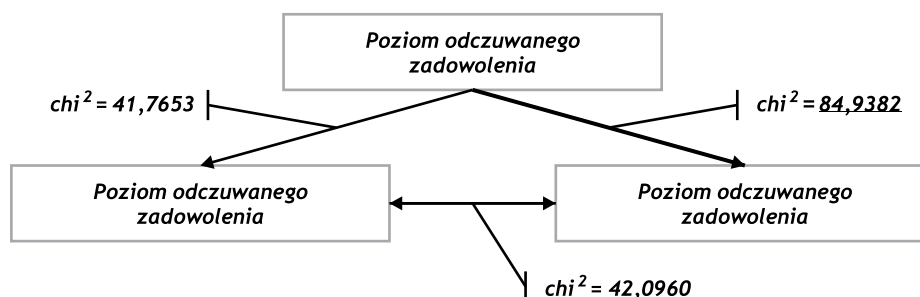 Poziom odczuwanego
zadowolenia
chi² = 41,7653
chi² = 84,9382
Poziom odczuwanego
zadowolenia
Poziom odczuwanego
zadowolenia
chi² = 42,0960